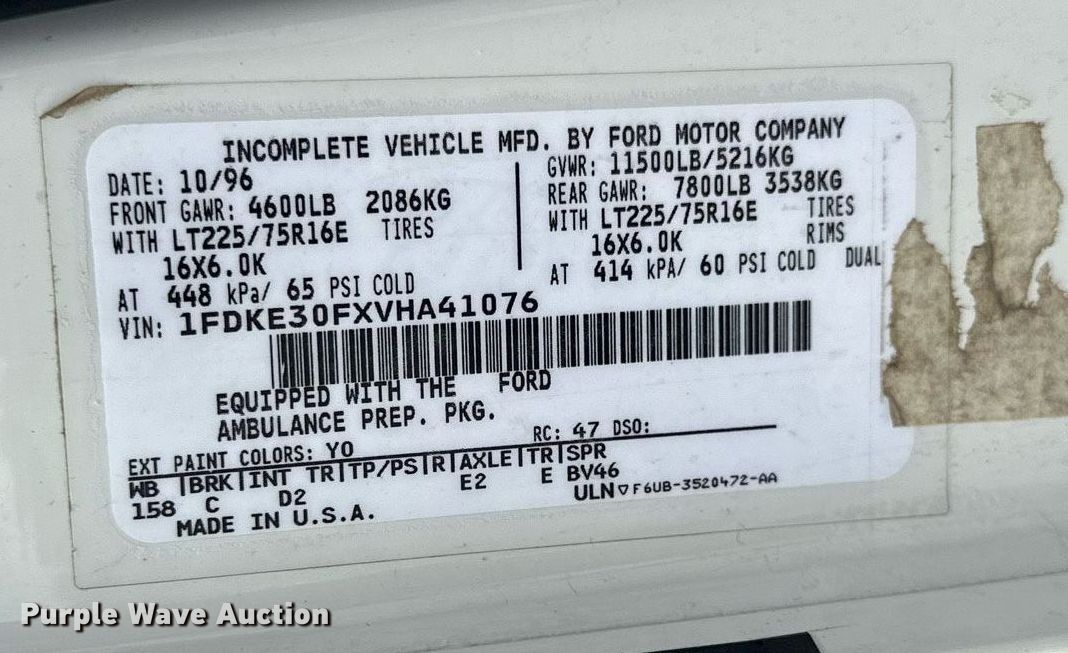 INCOMPLETE VEHICLE MFD. BY FORD MOTOR COMPANY
DATE: 10/96
FRONT GAWR: 4600LB 2086KG
WITH LT225/75R16E TIRES
16X6.0K
AT 448 kPa/ 65 PSI COLD
GVWR: 11500LB/5216KG
REAR GAWR: 7800LB 3538KG
WITH LT225/75R16E TIRES
16X6.0K RIMS
AT 414 kPA/ 60 PSI COLD DUAL
VIN: 1FDKE30FXVHA41076
EQUIPPED WITH THE FORD
AMBULANCE PREP. PKG.
EXT PAINT COLORS: YO RC: 47 DSO:
WB |BRK|INT TR|TP/PS|R|AXLE|TR|SPR
158 C D2 E2 E BV46
MADE IN U.S.A. ULN▽F6UB-3520472-AA
Purple Wave Auction